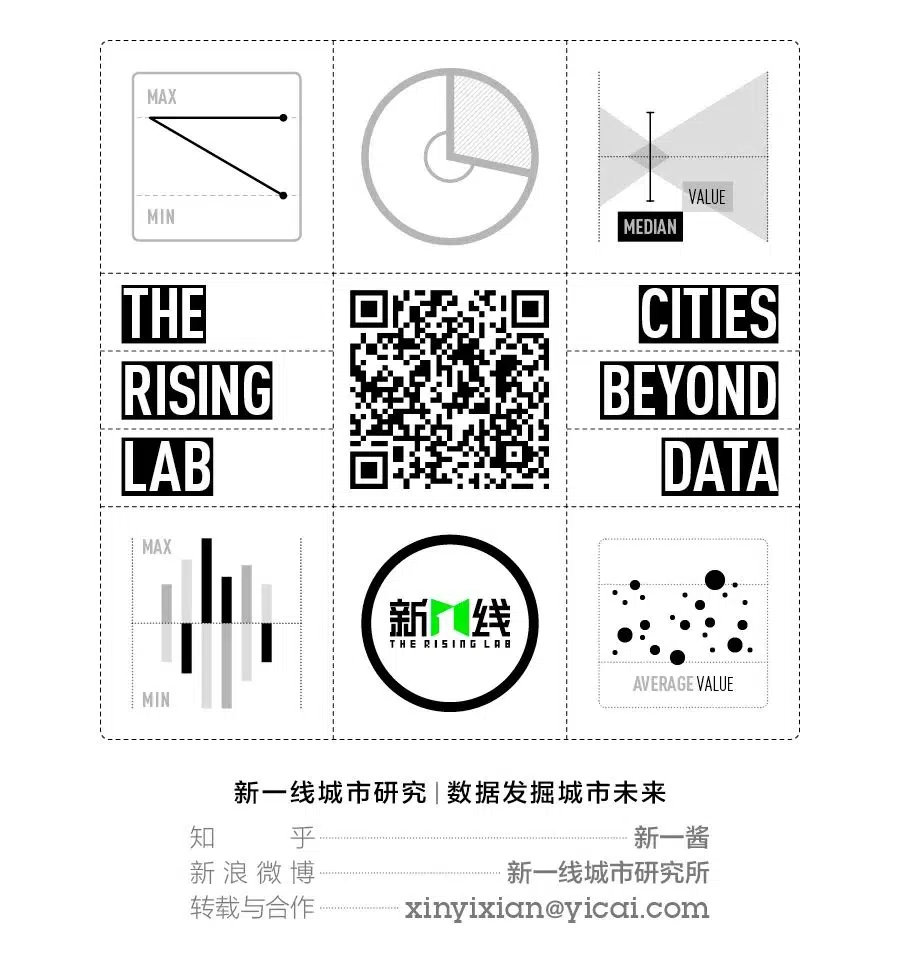 MAX
MIN
VALUE
MEDIAN
THE
RISING
LAB
CITIES
BEYOND
DATA
MAX
MIN
新一线
THE RISING LAB
AVERAGE VALUE
新一线城市研究 | 数据发掘城市未来
知乎 新一酱
新浪微博 新一线城市研究所
转载与合作 xinyixian@yicai.com